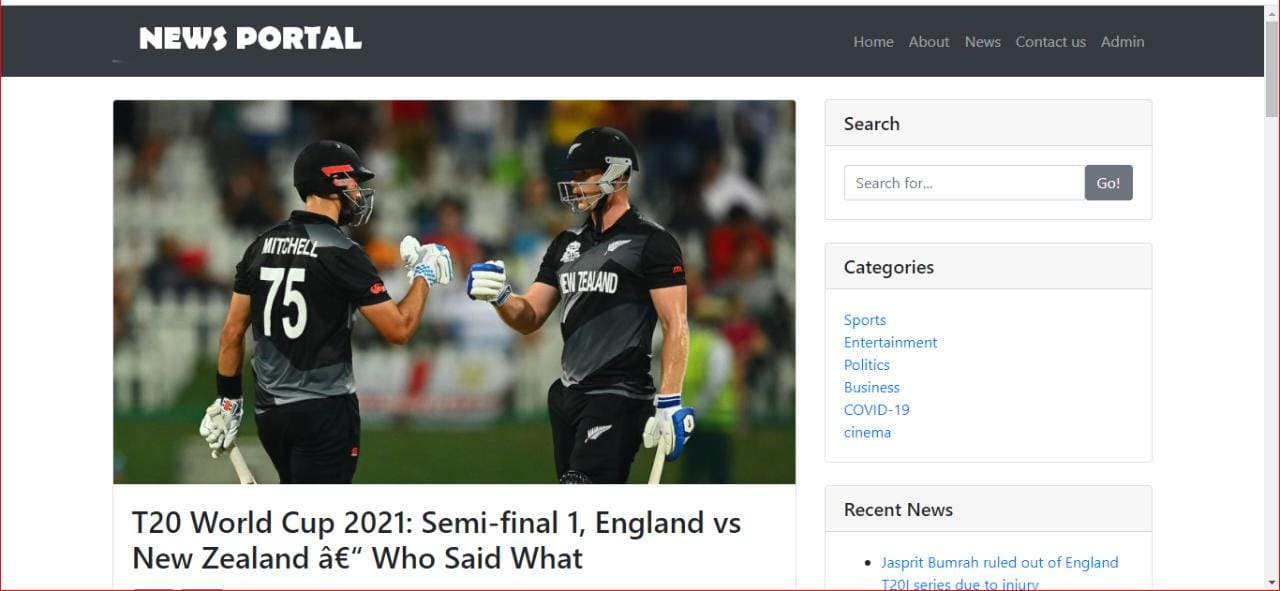 NEWS PORTAL
Home About News Contact us Admin
MITCHELL
75
NEW ZEALAND
T20 World Cup 2021: Semi-final 1, England vs
New Zealand â€“ Who Said What
Search
Search for...
Go!
Categories
Sports
Entertainment
Politics
Business
COVID-19
cinema
Recent News
Jasprit Bumrah ruled out of England
T20I series due to injury